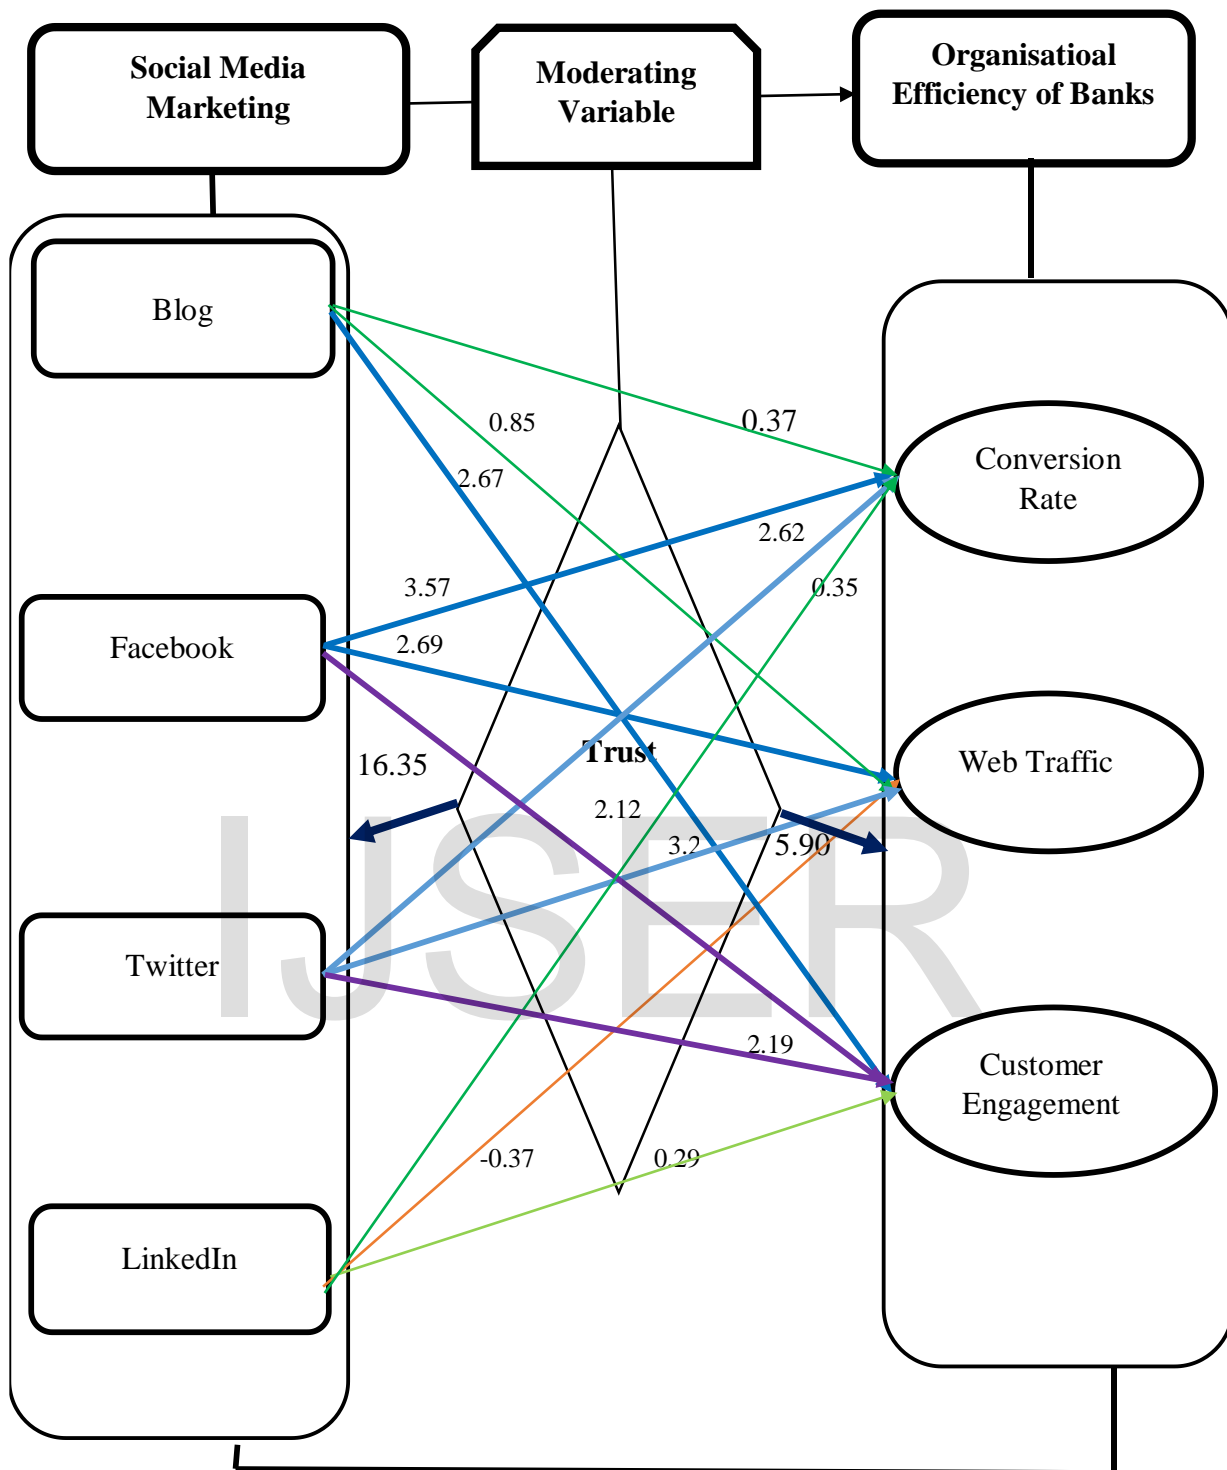 Social Media
Marketing
Moderating
Variable
Organisatioal
Efficiency of Banks
Blog
0.85
0.37
2.67
Conversion
Rate
2.62
3.57
0.35
Facebook
2.69
Trust
16.35
Web Traffic
2.12
3.2
5.90
IJSER
Twitter
2.19
Customer
Engagement
-0.37
0.29
LinkedIn